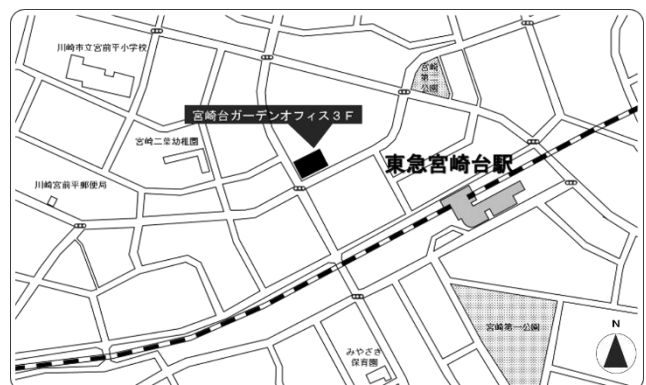 川崎市立宮前平小学校
宮崎
第二
公園
宮崎台ガーデンオフィス3F
宮崎二葉幼稚園
東急宮崎台駅
川崎宮前平郵便局
宮崎第一公園
N
みやざき
保育園